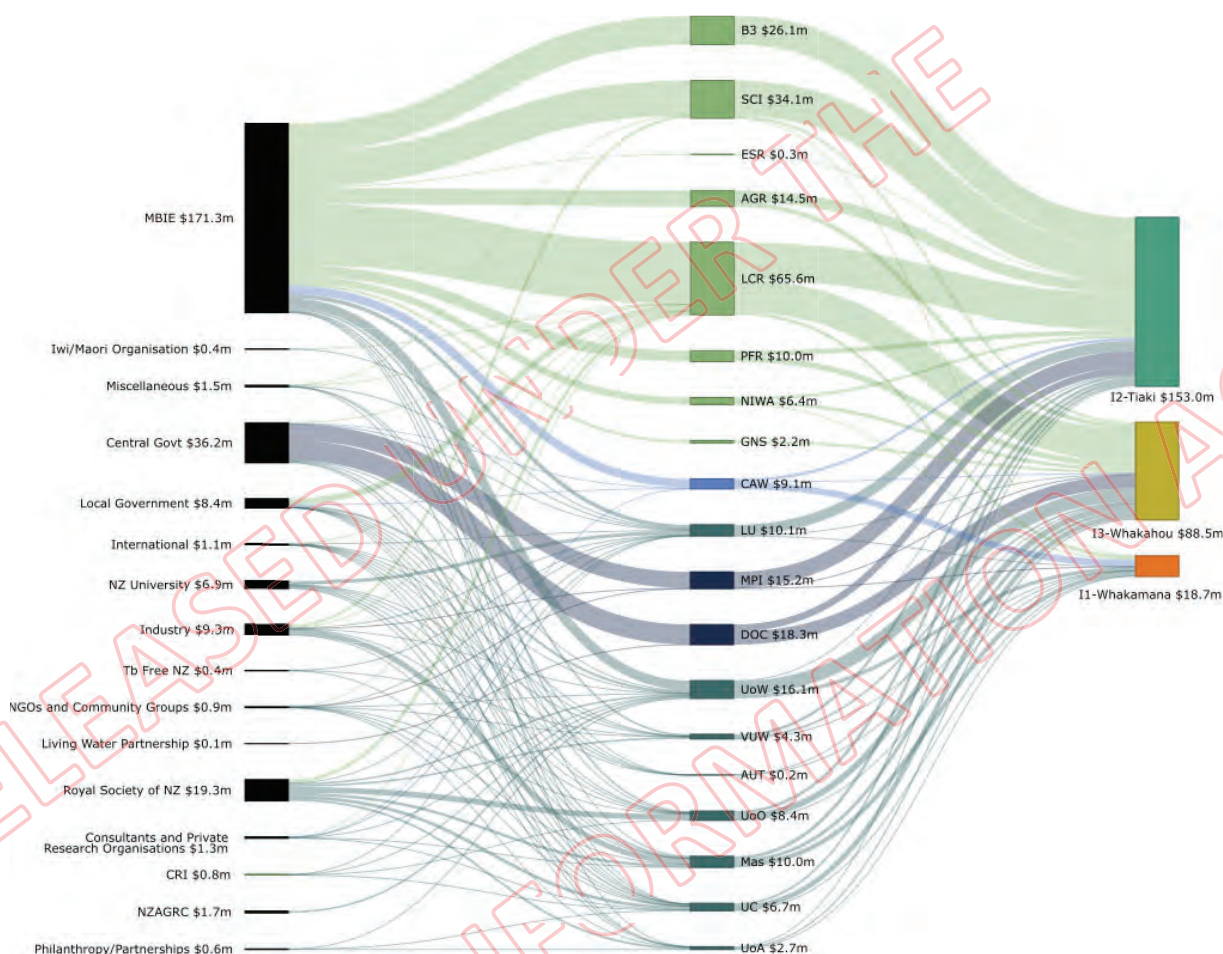 MBIE $171.3m
Iwi/Maori Organisation $0.4m
Miscellaneous $1.5m
Central Govt $36.2m
Local Government $8.4m
International $1.1m
NZ University $6.9m
Industry $9.3m
Tb Free NZ $0.4m
NGOs and Community Groups $0.9m
Living Water Partnership $0.1m
Royal Society of NZ $19.3m
Consultants and Private
Research Organisations $1.3m
CRI $0.8m
NZAGRC $1.7m
Philanthropy/Partnerships $0.6m
B3 $26.1m
SCI $34.1m
ESR $0.3m
AGR $14.5m
LCR $65.6m
PFR $10.0m
NIWA $6.4m
GNS $2.2m
CAW $9.1m
LU $10.1m
MPI $15.2m
DOC $18.3m
UoW $16.1m
VUW $4.3m
AUT $0.2m
UoO $8.4m
Mas $10.0m
UC $6.7m
UoA $2.7m
I2-Tiaki $153.0m
I3-Whakahou $88.5m
I1-Whakamana $18.7m
ELEASED UNDER THE
FORMATION A